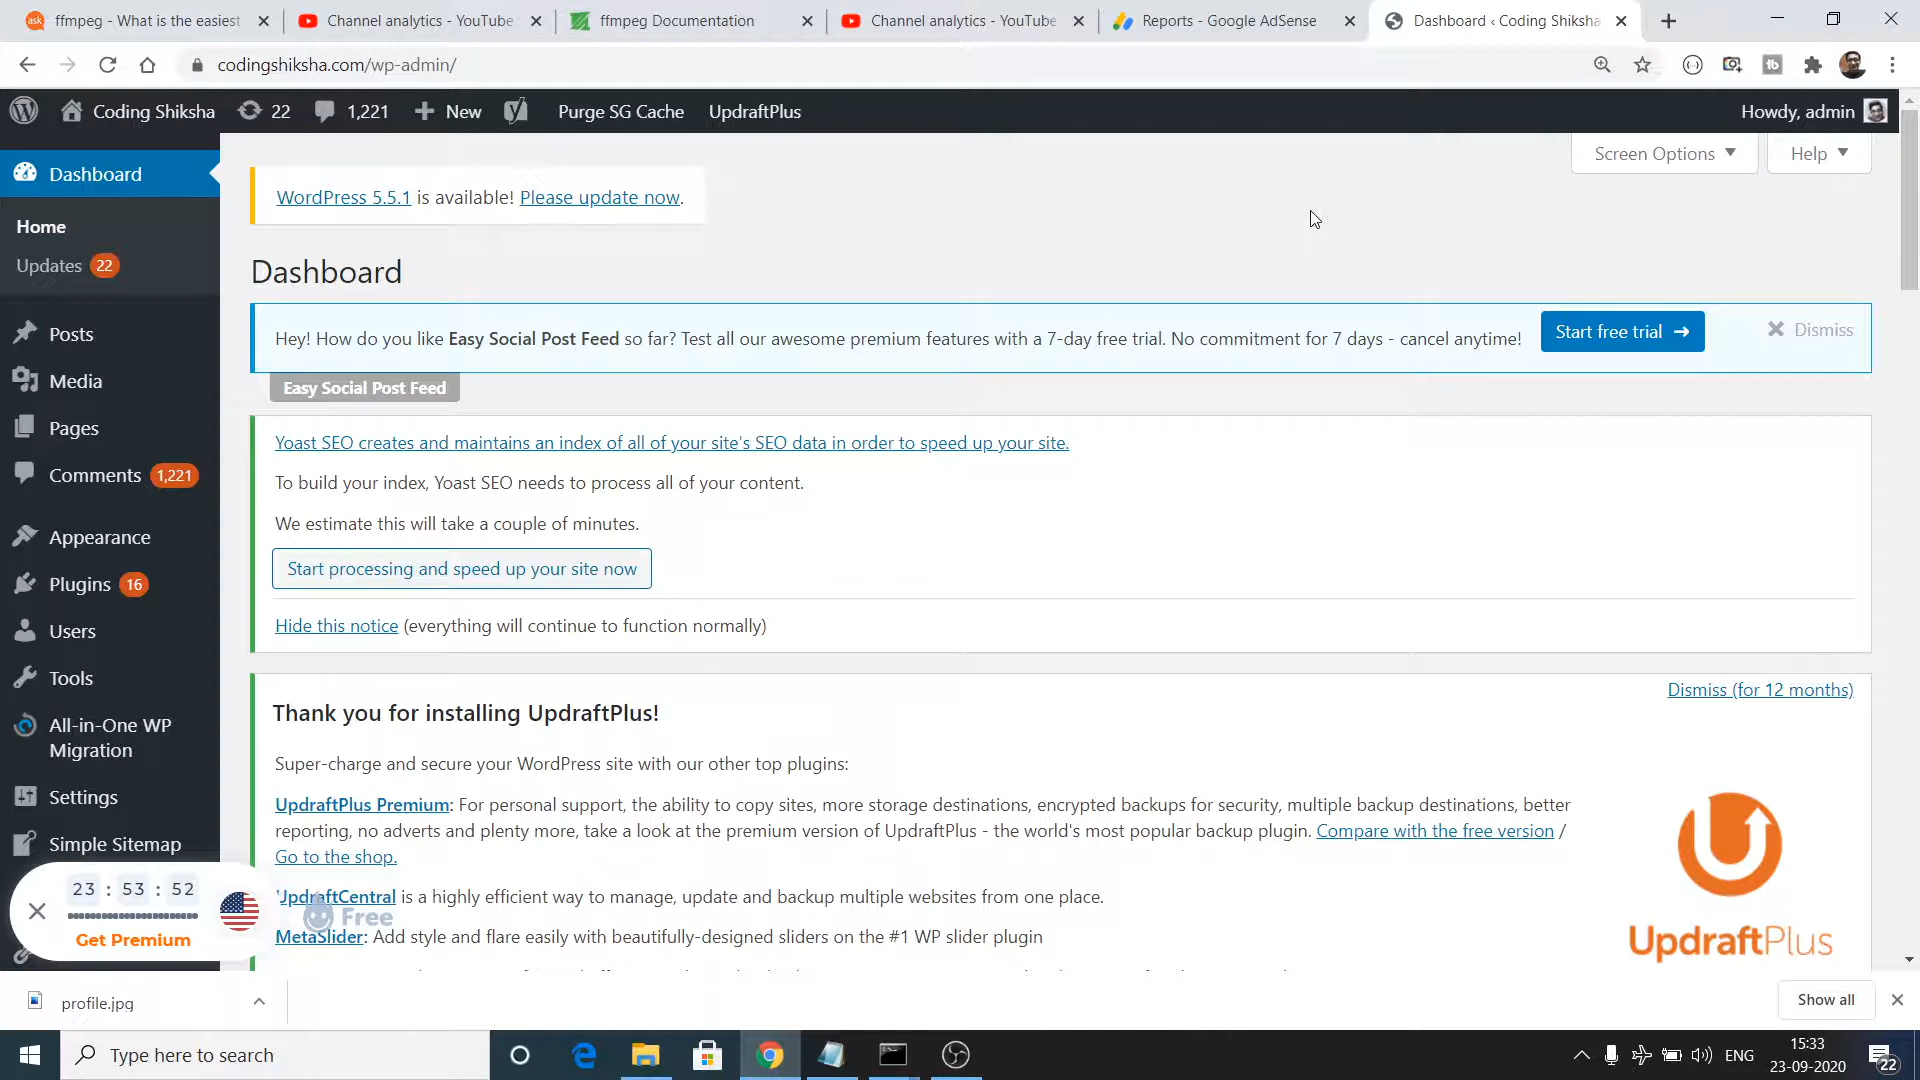 ffmpeg - What is the easiest
Channel analytics - YouTube
ffmpeg Documentation
Channel analytics - YouTube
Reports - Google AdSense
Dashboard ‹ Coding Shiksha
codingshiksha.com/wp-admin/
Coding Shiksha
22
1,221
New
Purge SG Cache
UpdraftPlus
Howdy, admin
Screen Options
Help
Dashboard
Home
Updates 22
Posts
Media
Pages
Comments 1,221
Appearance
Plugins 16
Users
Tools
All-in-One WP
Migration
Settings
Simple Sitemap
WordPress 5.5.1 is available! Please update now.
Dashboard
Hey! How do you like Easy Social Post Feed so far? Test all our awesome premium features with a 7-day free trial. No commitment for 7 days - cancel anytime!
Start free trial
Dismiss
Easy Social Post Feed
Yoast SEO creates and maintains an index of all of your site's SEO data in order to speed up your site.
To build your index, Yoast SEO needs to process all of your content.
We estimate this will take a couple of minutes.
Start processing and speed up your site now
Hide this notice (everything will continue to function normally)
Dismiss (for 12 months)
Thank you for installing UpdraftPlus!
Super-charge and secure your WordPress site with our other top plugins:
UpdraftPlus Premium: For personal support, the ability to copy sites, more storage destinations, encrypted backups for security, multiple backup destinations, better
reporting, no adverts and plenty more, take a look at the premium version of UpdraftPlus - the world's most popular backup plugin. Compare with the free version /
Go to the shop.
UpdraftCentral is a highly efficient way to manage, update and backup multiple websites from one place.
MetaSlider: Add style and flare easily with beautifully-designed sliders on the #1 WP slider plugin
UpdraftPlus
23 : 53 : 52
Get Premium
Free
profile.jpg
Show all
Type here to search
ENG
15:33
23-09-2020
22